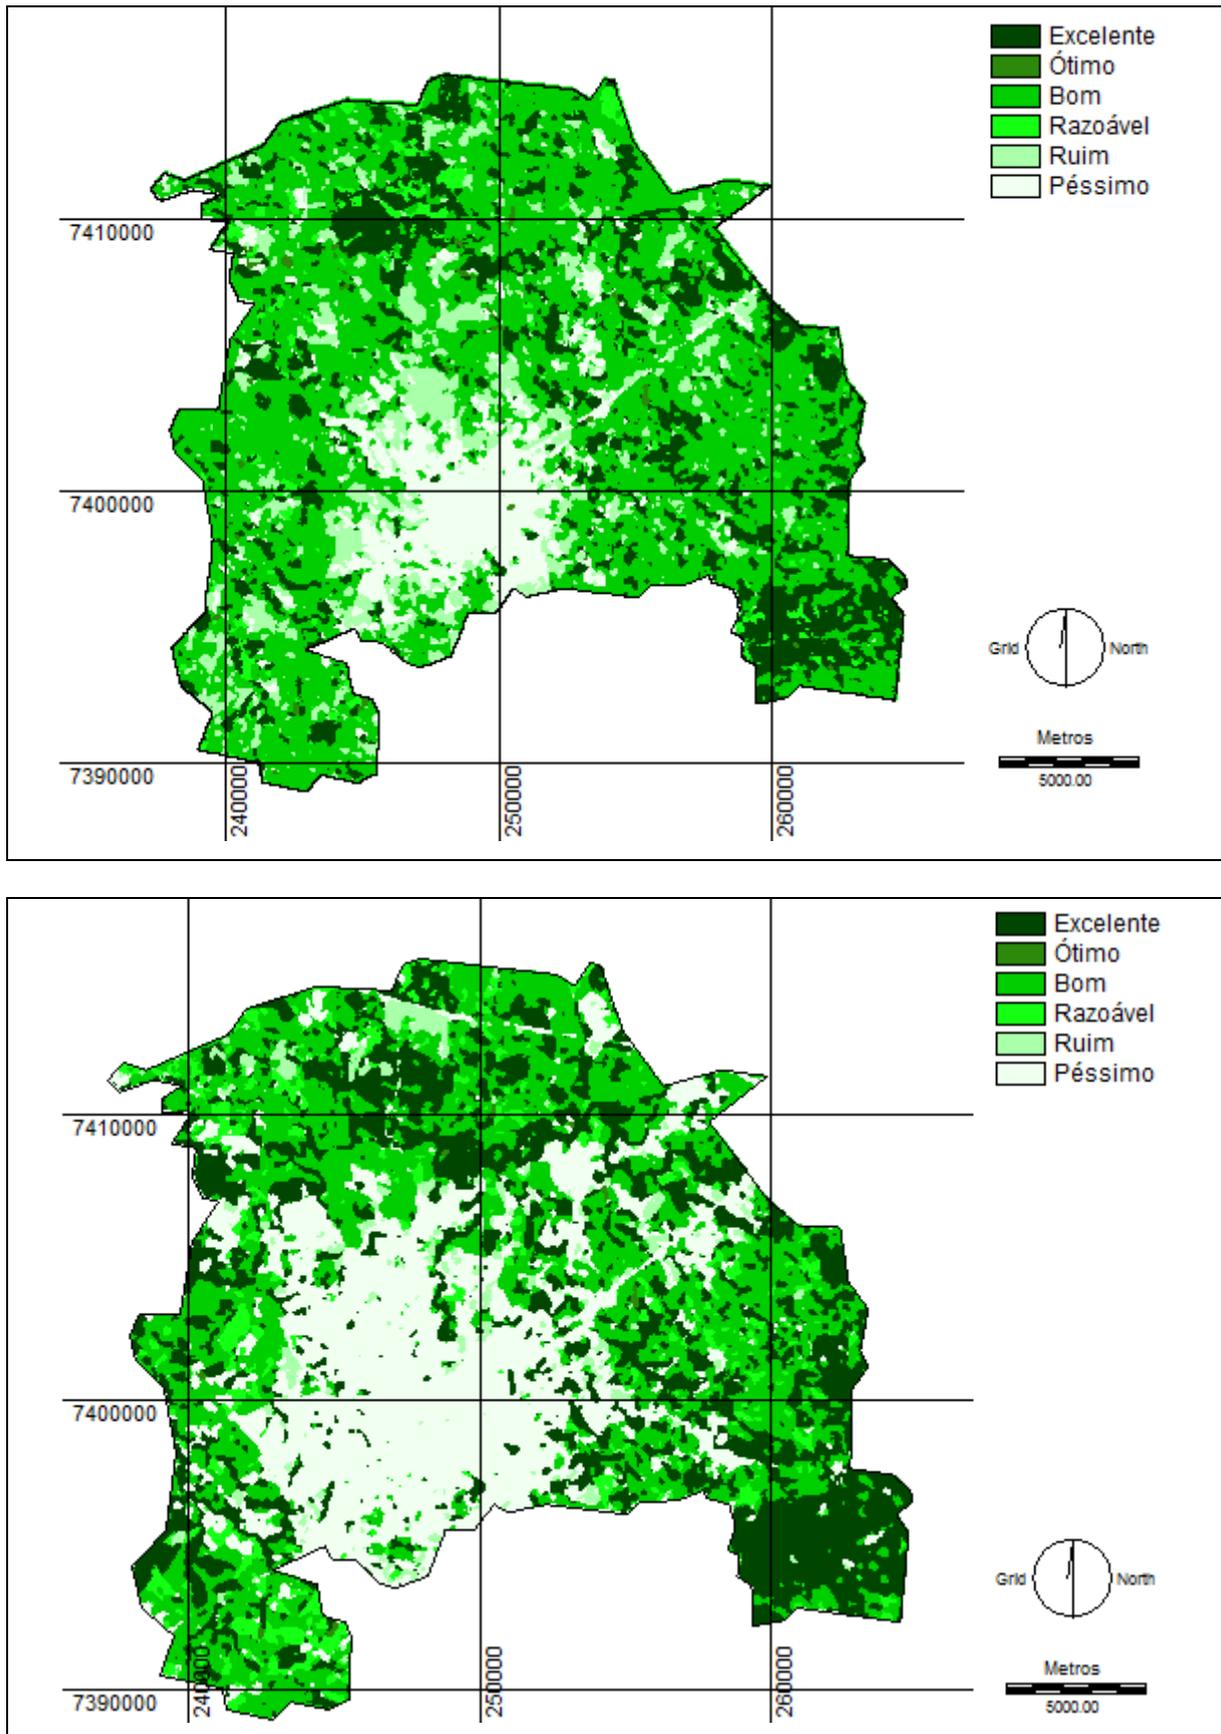 Excelente
Ótimo
Bom
Razoável
Ruim
Péssimo
7410000
7400000
Grid North
Metros
5000.00
7390000
240000
250000
260000
Excelente
Ótimo
Bom
Razoável
Ruim
Péssimo
7410000
7400000
Grid North
Metros
5000.00
7390000
240000
250000
260000